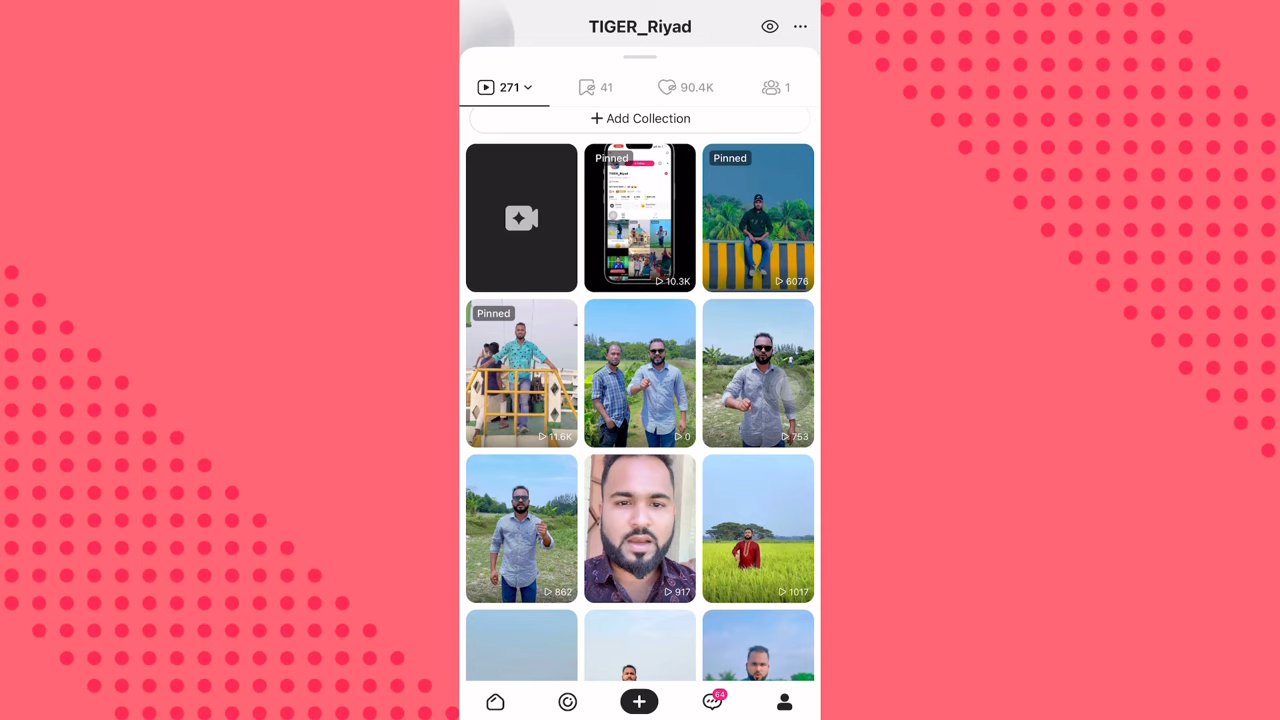 TIGER_Riyad
271
41
90.4K
1
+ Add Collection
Pinned
TIGER_Riyad
10.3K
Pinned
6076
Pinned
11.6K
0
753
862
917
1017
64